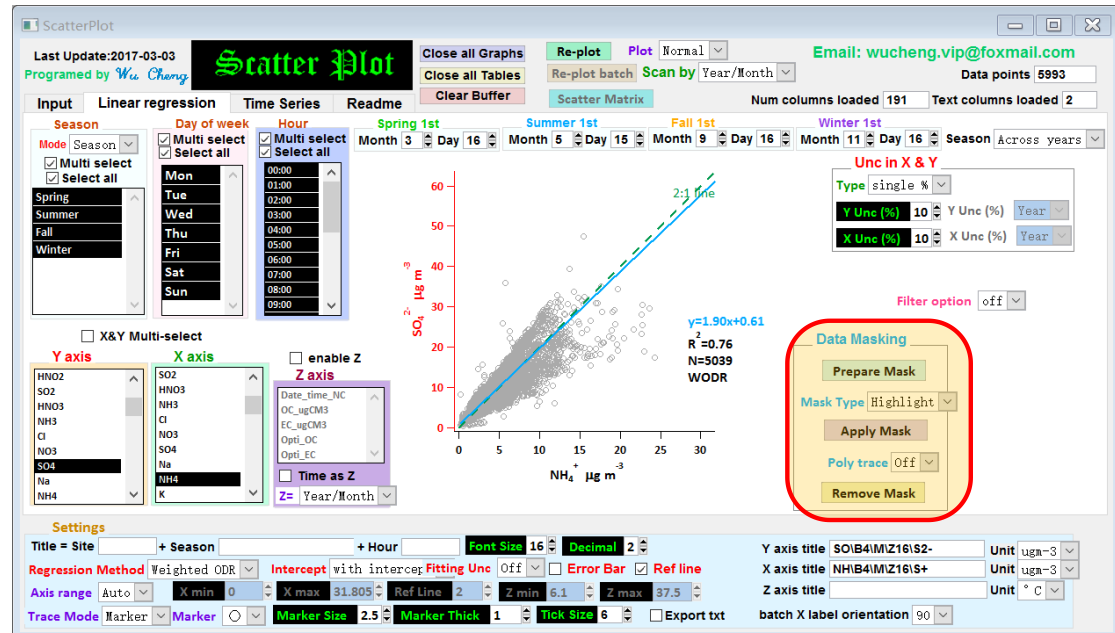 ScatterPlot
Last Update:2017-03-03
Programed by Wu Cheng
Scatter Plot
Close all Graphs
Close all Tables
Clear Buffer
Re-plot
Plot Normal
Re-plot batch
Scan by Year/Month
Scatter Matrix
Email: wucheng.vip@foxmail.com
Data points 5993
Num columns loaded 191 Text columns loaded 2
Input Linear regression Time Series Readme
Season
Mode Season
Multi select
Select all
Spring
Summer
Fall
Winter
Day of week
Multi select
Select all
Mon
Tue
Wed
Thu
Fri
Sat
Sun
Hour
Multi select
Select all
00:00
01:00
02:00
03:00
04:00
05:00
06:00
07:00
08:00
09:00
Spring 1st
Month 3 Day 16
Summer 1st
Month 5 Day 15
Fall 1st
Month 9 Day 16
Winter 1st
Month 11 Day 16
Season Across years
Unc in X & Y
Type single %
Y Unc (%) 10 Y Unc (%) Year
X Unc (%) 10 X Unc (%) Year
Filter option off
60
50
40
30
20
10
0
SO4 2- µg m-3
2:1 line
y=1.90x+0.61
R2=0.76
N=5039
WODR
0 5 10 15 20 25 30
NH4+ µg m-3
X&Y Multi-select
Y axis
HNO2
SO2
HNO3
NH3
Cl
NO3
SO4
Na
NH4
X axis
SO2
HNO3
NH3
Cl
NO3
SO4
Na
NH4
K
enable Z
Z axis
Date_time_NC
OC_ugCM3
EC_ugCM3
Opti_OC
Opti_EC
Time as Z
Z= Year/Month
Data Masking
Prepare Mask
Mask Type Highlight
Apply Mask
Poly trace Off
Remove Mask
Settings
Title = Site + Season + Hour Font Size 16 Decimal 2
Y axis title SO\B4\M\Z16\S2- Unit ugm-3
Regression Method Weighted ODR Intercept with intercep Fitting Unc Off Error Bar Ref line
X axis title NH\B4\M\Z16\S+ Unit ugm-3
Axis range Auto X min 0 X max 31.805 Ref Line 2 Z min 6.1 Z max 37.5
Z axis title Unit °C
Trace Mode Marker Marker Marker Size 2.5 Marker Thick 1 Tick Size 6 Export txt
batch X label orientation 90